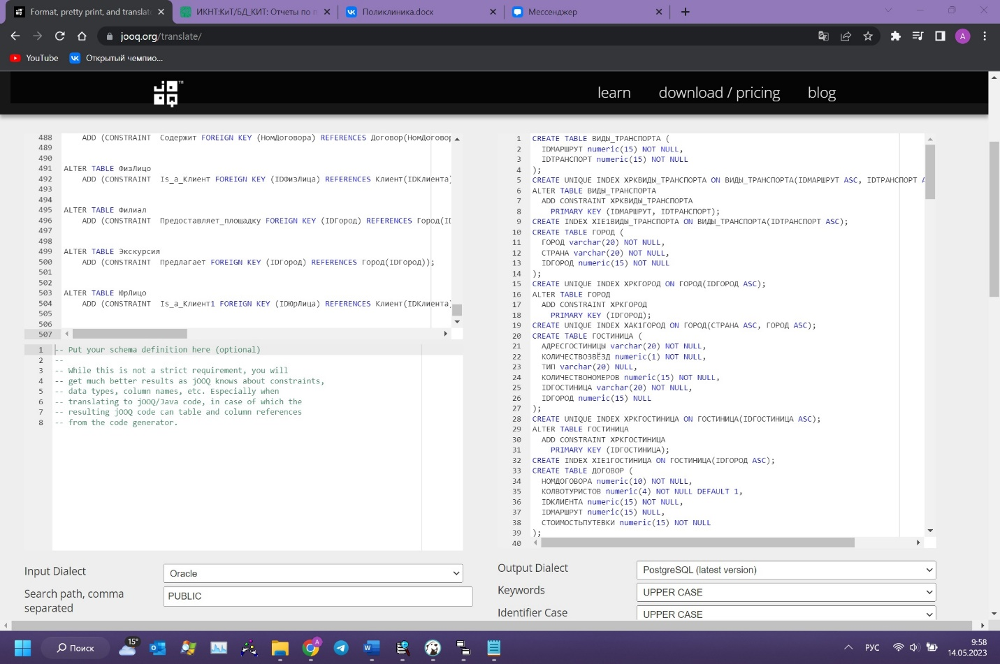 Format, pretty print, and translat
ИКНТ:КиТ/БД_КИТ: Отчеты по п
Поликлиника.docx
Мессенджер
jooq.org/translate/
A
YouTube
Открытый чемпио...
JOOQ
learn
download / pricing
blog
488 ADD (CONSTRAINT Содержит FOREIGN KEY (НомДоговора) REFERENCES Договор(НомДоговор
489
490
491 ALTER TABLE ФизЛицо
492 ADD (CONSTRAINT Is_a_Клиент FOREIGN KEY (IDФизЛица) REFERENCES Клиент(IDКлиента)
493
494
495 ALTER TABLE Филиал
496 ADD (CONSTRAINT Предоставляет_площадку FOREIGN KEY (IDГород) REFERENCES Город(ID
497
498
499 ALTER TABLE Экскурсия
500 ADD (CONSTRAINT Предлагает FOREIGN KEY (IDГород) REFERENCES Город(IDГород));
501
502
503 ALTER TABLE ЮрЛицо
504 ADD (CONSTRAINT Is_a_Клиент1 FOREIGN KEY (IDЮрЛица) REFERENCES Клиент(IDКлиента)
505
506
507
1 -- Put your schema definition here (optional)
2 --
3 -- While this is not a strict requirement, you will
4 -- get much better results as jOOQ knows about constraints,
5 -- data types, column names, etc. Especially when
6 -- translating to jOOQ/Java code, in case of which the
7 -- resulting jOOQ code can table and column references
8 -- from the code generator.
1 CREATE TABLE ВИДЫ_ТРАНСПОРТА (
2 IDМАРШРУТ numeric(15) NOT NULL,
3 IDТРАНСПОРТ numeric(15) NOT NULL
4 );
5 CREATE UNIQUE INDEX XPKВИДЫ_ТРАНСПОРТА ON ВИДЫ_ТРАНСПОРТА(IDМАРШРУТ ASC, IDТРАНСПОРТ A
6 ALTER TABLE ВИДЫ_ТРАНСПОРТА
7 ADD CONSTRAINT XPKВИДЫ_ТРАНСПОРТА
8 PRIMARY KEY (IDМАРШРУТ, IDТРАНСПОРТ);
9 CREATE INDEX XIE1ВИДЫ_ТРАНСПОРТА ON ВИДЫ_ТРАНСПОРТА(IDТРАНСПОРТ ASC);
10 CREATE TABLE ГОРОД (
11 ГОРОД varchar(20) NOT NULL,
12 СТРАНА varchar(20) NOT NULL,
13 IDГОРОД numeric(15) NOT NULL
14 );
15 CREATE UNIQUE INDEX XPKГОРОД ON ГОРОД(IDГОРОД ASC);
16 ALTER TABLE ГОРОД
17 ADD CONSTRAINT XPKГОРОД
18 PRIMARY KEY (IDГОРОД);
19 CREATE UNIQUE INDEX XAK1ГОРОД ON ГОРОД(СТРАНА ASC, ГОРОД ASC);
20 CREATE TABLE ГОСТИНИЦА (
21 АДРЕСГОСТИНИЦЫ varchar(20) NOT NULL,
22 КОЛИЧЕСТВОЗВЁЗД numeric(1) NOT NULL,
23 ТИП varchar(20) NULL,
24 КОЛИЧЕСТВОНОМЕРОВ numeric(15) NOT NULL,
25 IDГОСТИНИЦА varchar(20) NOT NULL,
26 IDГОРОД numeric(15) NULL
27 );
28 CREATE UNIQUE INDEX XPKГОСТИНИЦА ON ГОСТИНИЦА(IDГОСТИНИЦА ASC);
29 ALTER TABLE ГОСТИНИЦА
30 ADD CONSTRAINT XPKГОСТИНИЦА
31 PRIMARY KEY (IDГОСТИНИЦА);
32 CREATE INDEX XIE1ГОСТИНИЦА ON ГОСТИНИЦА(IDГОРОД ASC);
33 CREATE TABLE ДОГОВОР (
34 НОМДОГОВОРА numeric(10) NOT NULL,
35 КОЛВОТУРИСТОВ numeric(4) NOT NULL DEFAULT 1,
36 IDКЛИЕНТА numeric(15) NOT NULL,
37 IDМАРШРУТ numeric(15) NULL,
38 СТОИМОСТЬПУТЕВКИ numeric(15) NOT NULL
39 );
40
Input Dialect
Oracle
Search path, comma
separated
PUBLIC
Output Dialect
PostgreSQL (latest version)
Keywords
UPPER CASE
Identifier Case
UPPER CASE
Поиск
15°
РУС
9:58
14.05.2023